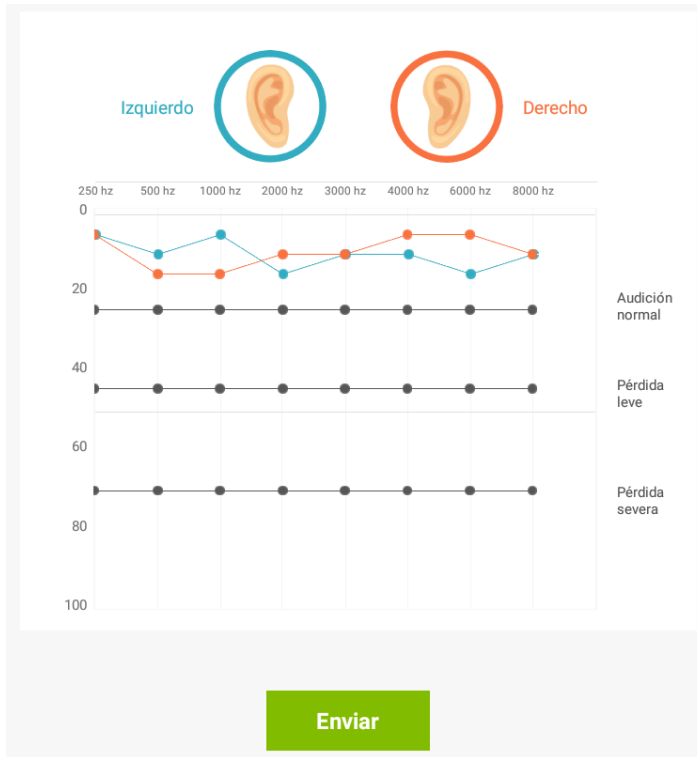 Izquierdo
Derecho
250 hz 500 hz 1000 hz 2000 hz 3000 hz 4000 hz 6000 hz 8000 hz
0
20
Audición
normal
40
Pérdida
leve
60
Pérdida
severa
80
100
Enviar